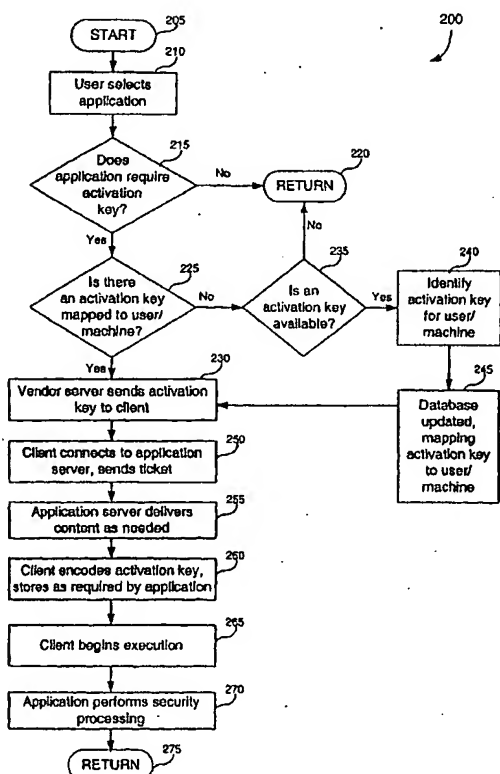 START
205
200
210
User selects
application
215
Does
application require
activation
key?
No
220
RETURN
Yes
No
225
Is there
an activation key
mapped to user/
machine?
No
235
Is an
activation key
available?
Yes
240
Identify
activation key
for user/
machine
Yes
230
Vendor server sends activation
key to client
245
Database
updated,
mapping
activation
key to
user/
machine
250
Client connects to application
server, sends ticket
255
Application server delivers
content as needed
260
Client encodes activation key,
stores as required by application
265
Client begins execution
270
Application performs security
processing
RETURN
275